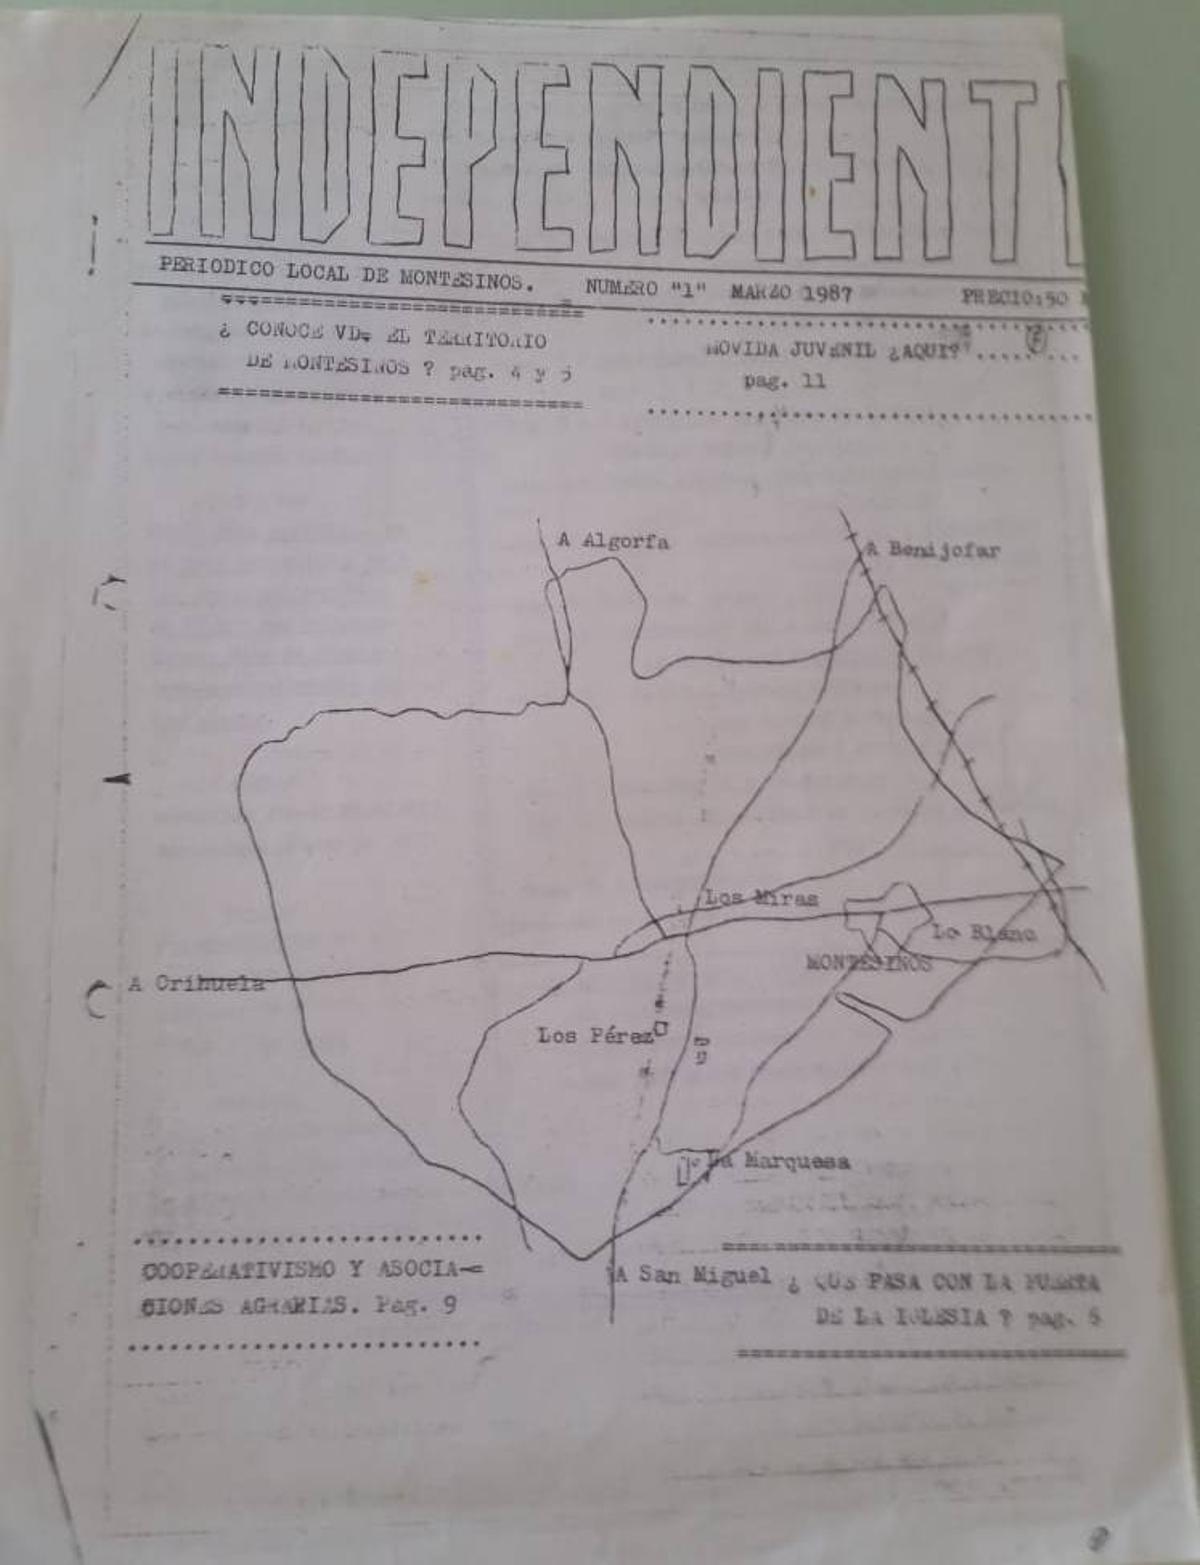 INDEPENDIENTE
PERIODICO LOCAL DE MONTESINOS. NUMERO "1" MARZO 1987 PRECIO:50
¿ CONOCE VD. EL TERRITORIO
DE MONTESINOS ? pag. 4 y 5
MOVIDA JUVENIL ¿AQUI?
pag. 11
A Algorfa
A Benijofar
Los Miras
Lo Blanc
MONTESINOS
A Orihuela
Los Pérez
La Marquesa
COOPERATIVISMO Y ASOCIA-
CIONES AGRARIAS. Pag. 9
A San Miguel
¿ QUE PASA CON LA PUERTA
DE LA IGLESIA ? pag. 6